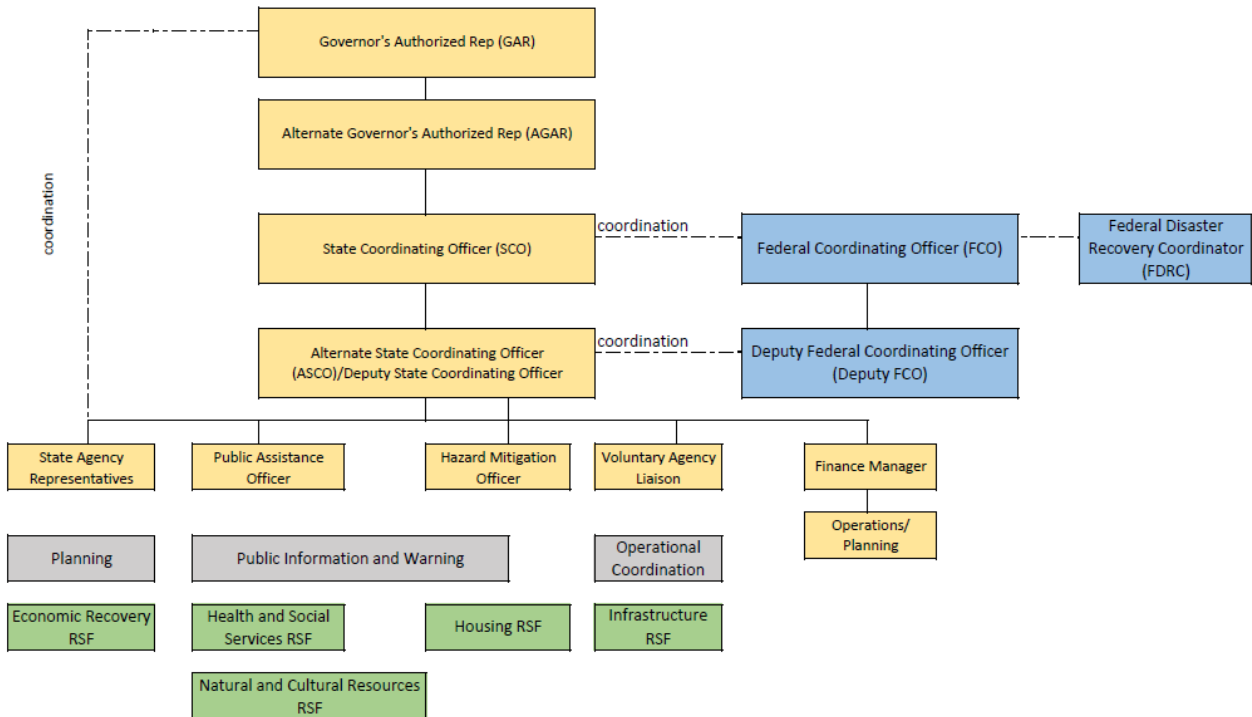 Governor's Authorized Rep (GAR)
Alternate Governor's Authorized Rep (AGAR)
coordination
State Coordinating Officer (SCO)
coordination
Federal Coordinating Officer (FCO)
Federal Disaster
Recovery Coordinator
(FDRC)
Alternate State Coordinating Officer
(ASCO)/Deputy State Coordinating Officer
coordination
Deputy Federal Coordinating Officer
(Deputy FCO)
State Agency
Representatives
Public Assistance
Officer
Hazard Mitigation
Officer
Voluntary Agency
Liaison
Finance Manager
Operations/
Planning
Planning
Public Information and Warning
Operational
Coordination
Economic Recovery
RSF
Health and Social
Services RSF
Housing RSF
Infrastructure
RSF
Natural and Cultural Resources
RSF